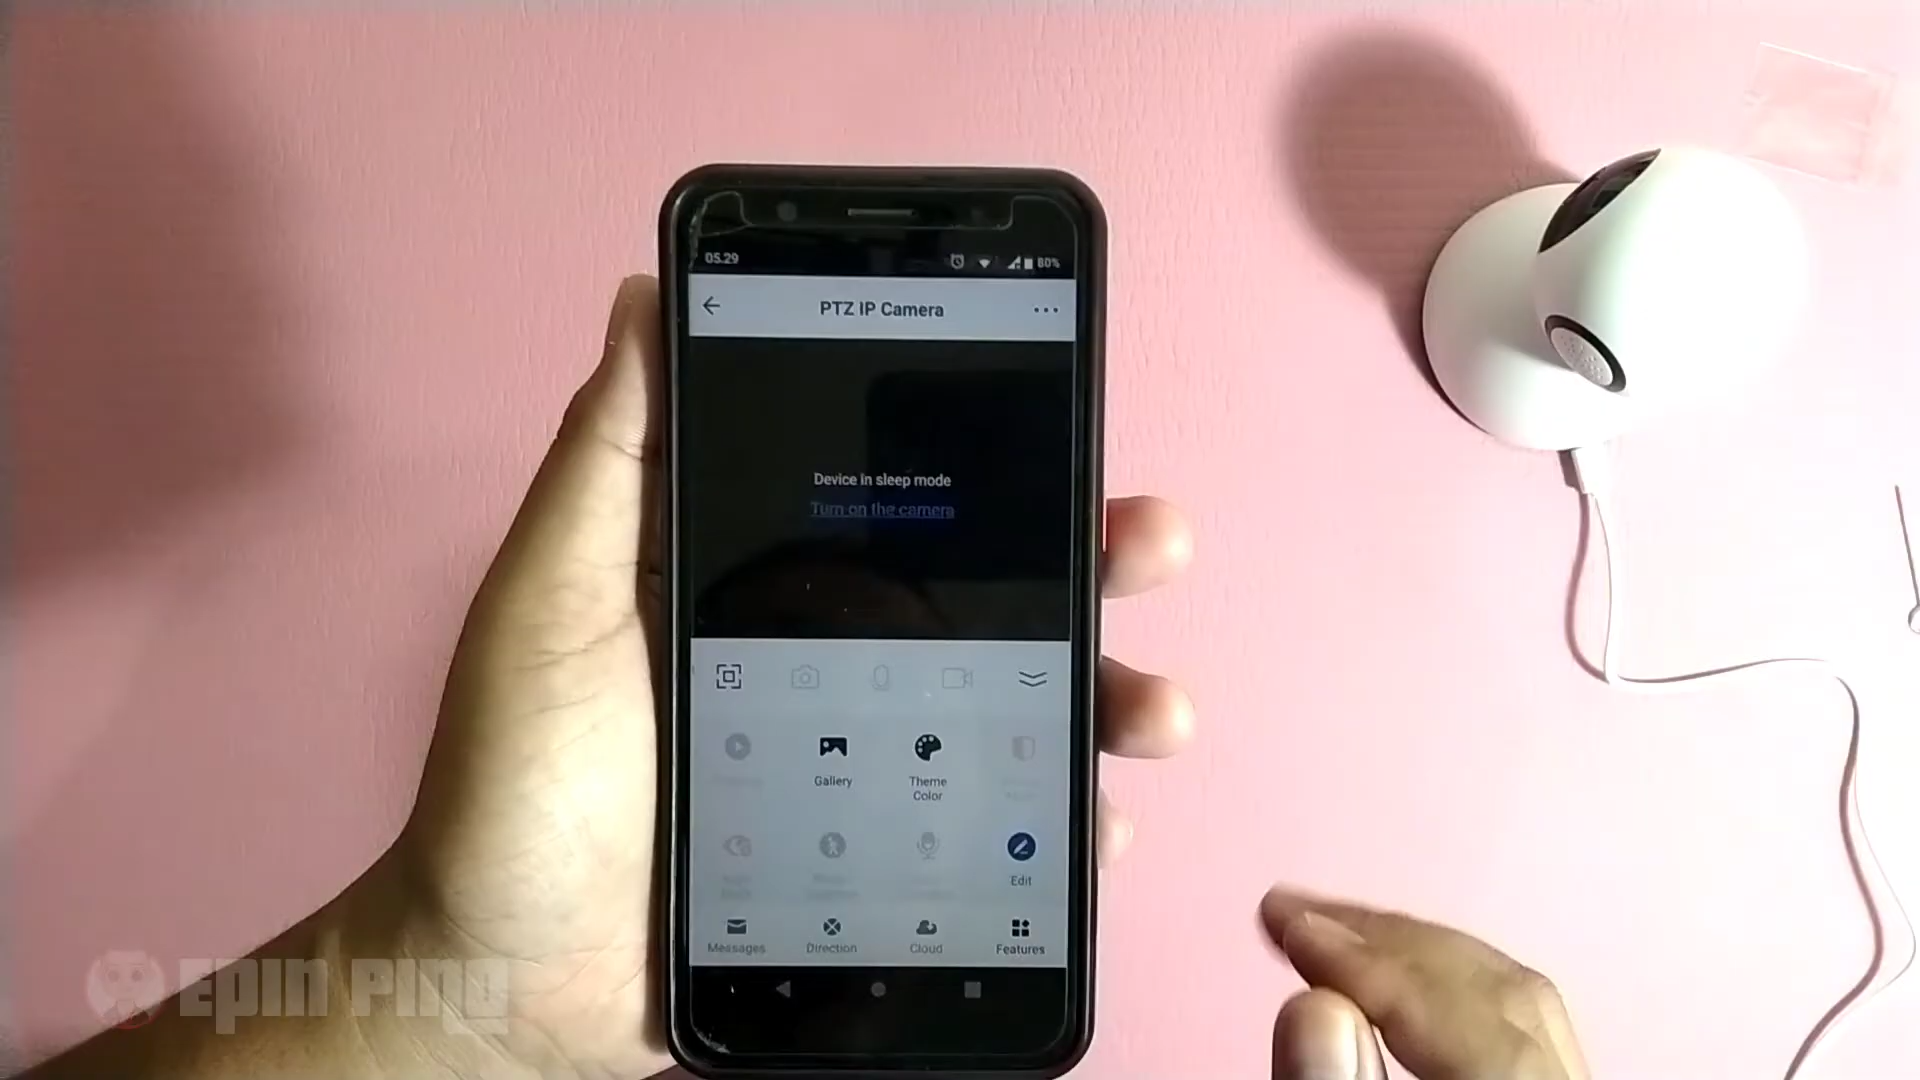 05.29
80%
PTZ IP Camera
Device in sleep mode
Turn on the camera
Gallery
Theme
Color
Edit
Messages
Direction
Cloud
Features
EPIN PING